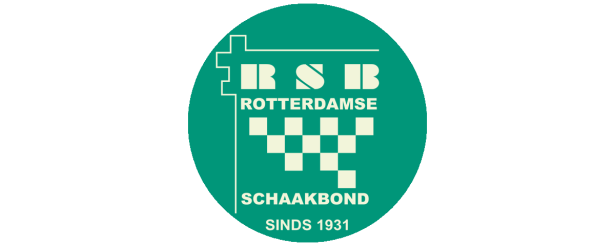 RSB
ROTTERDAMSE
SCHAAKBOND
SINDS 1931